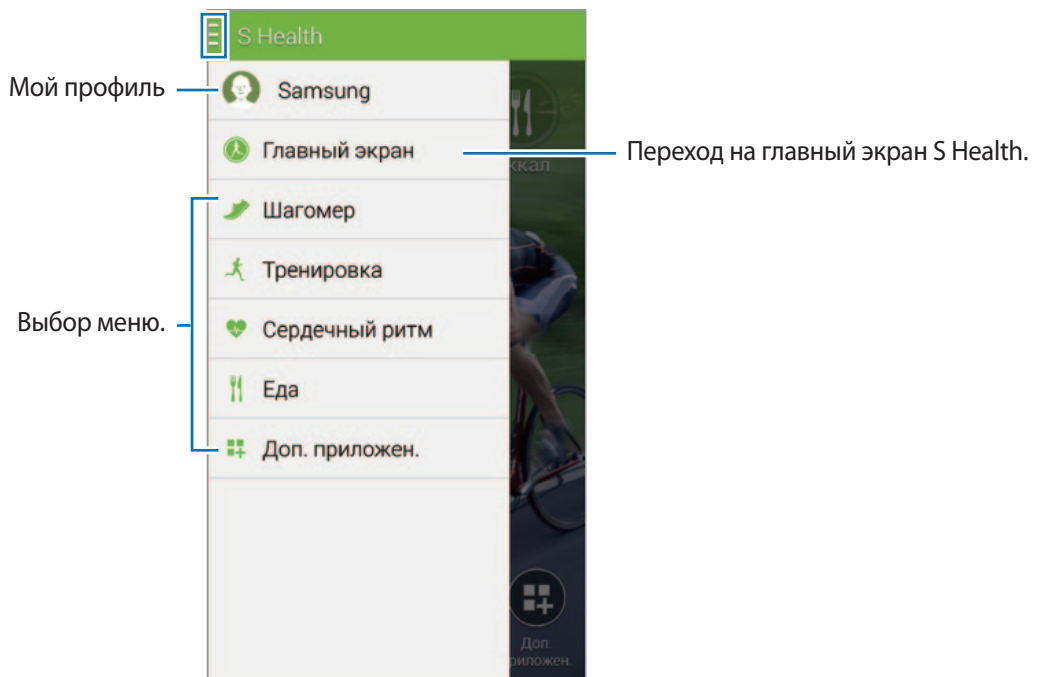 S Health
Мой профиль
Samsung
Главный экран
Переход на главный экран S Health.
ккал
Шагомер
Тренировка
Выбор меню.
Сердечный ритм
Еда
Доп. приложен.
Доп.
риложен.